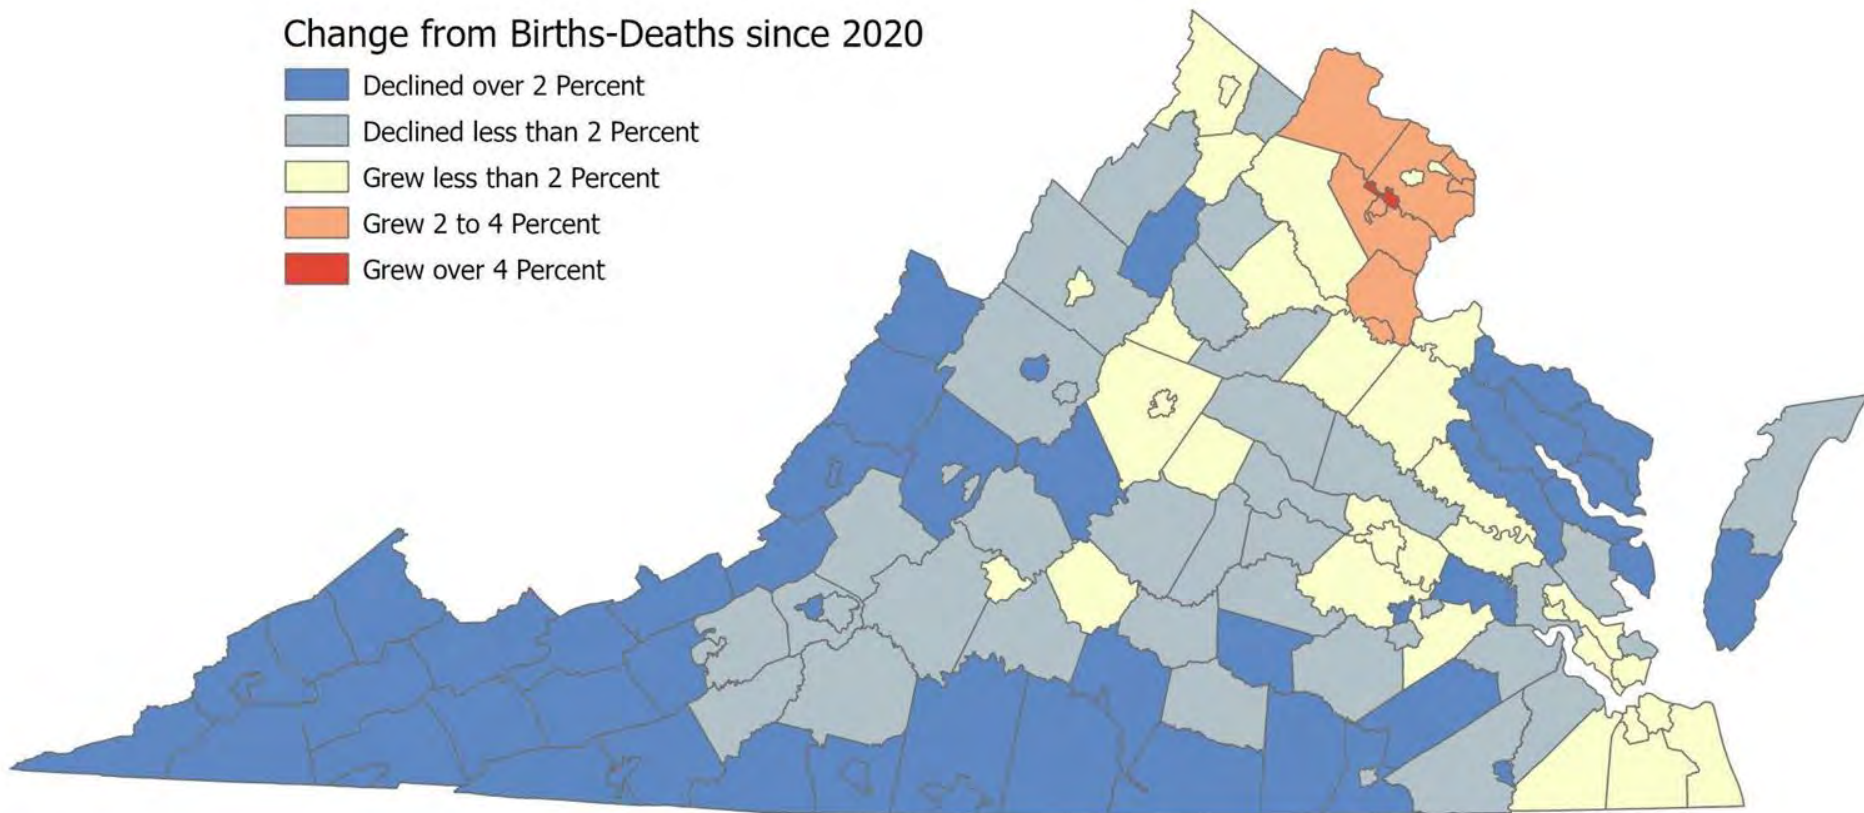 Change from Births-Deaths since 2020
Declined over 2 Percent
Declined less than 2 Percent
Grew less than 2 Percent
Grew 2 to 4 Percent
Grew over 4 Percent